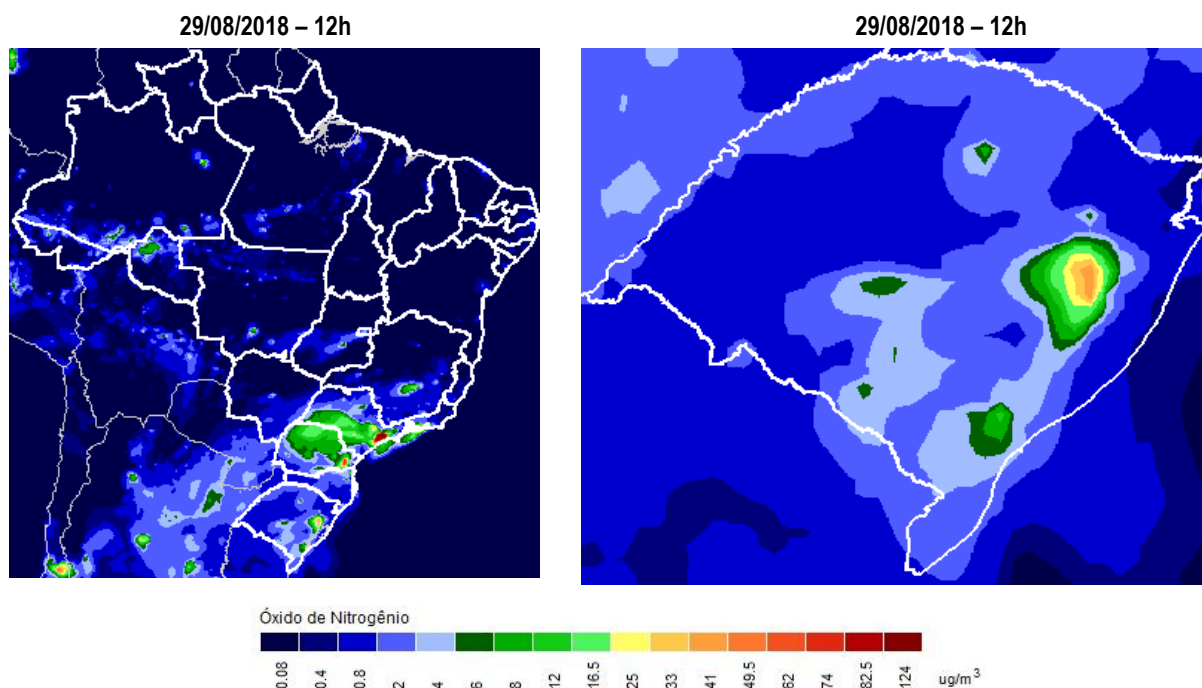 29/08/2018 – 12h
29/08/2018 – 12h
Óxido de Nitrogênio
0.08 0.4 0.8 2 4 6 8 12 16.5 25 33 41 49.5 62 74 82.5 124 ug/m³